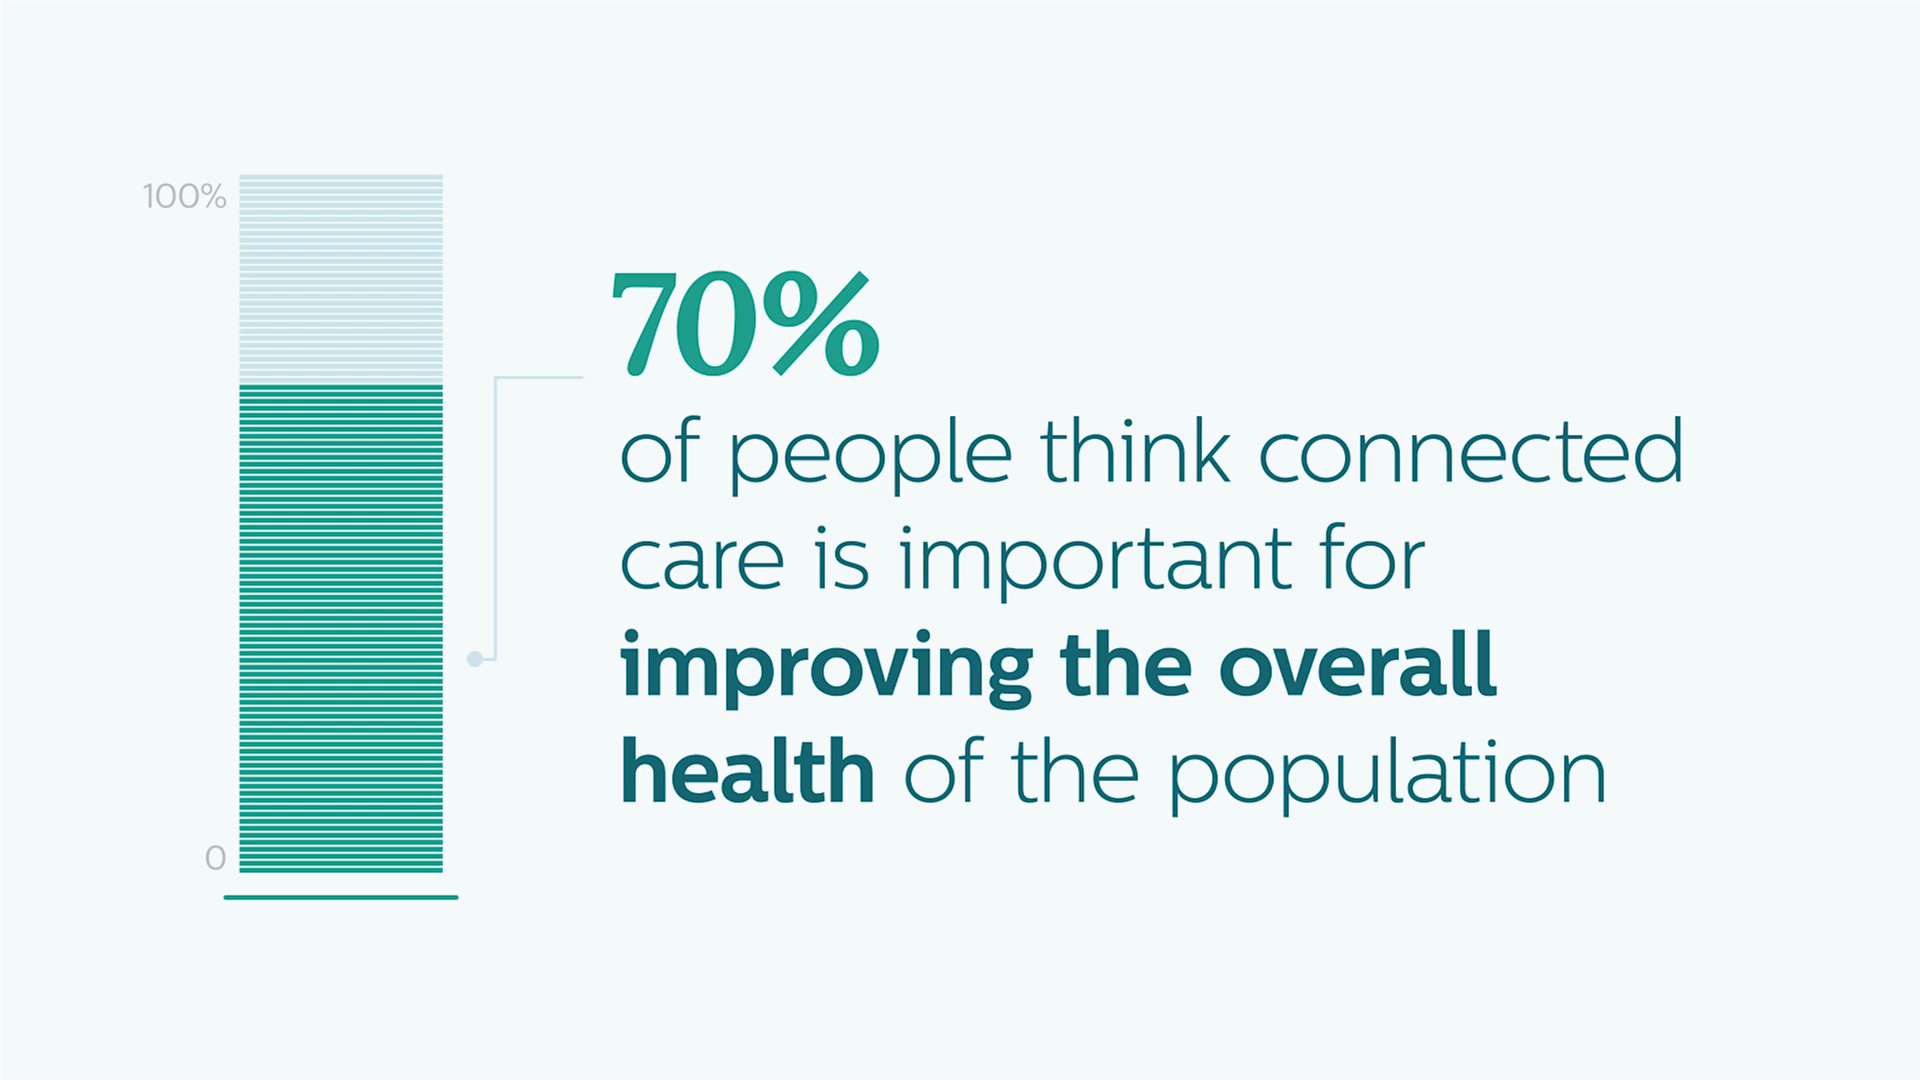 100%
70%
of people think connected
care is important for
improving the overall
health of the population
0